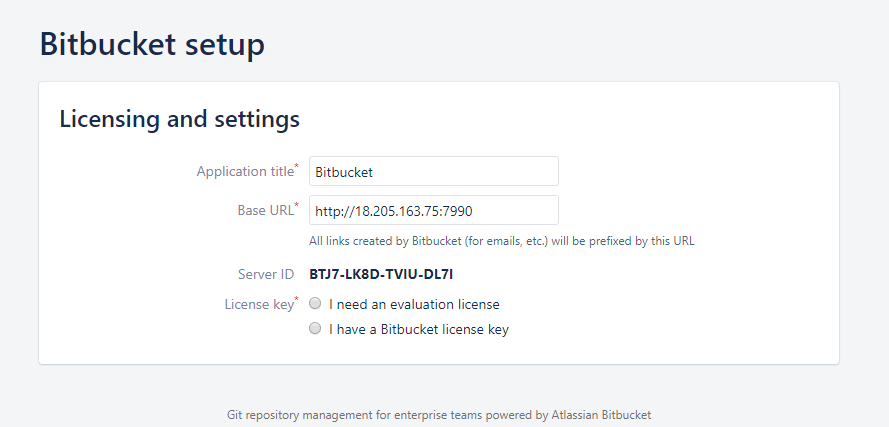 Bitbucket setup
Licensing and settings
Application title* Bitbucket
Base URL* http://18.205.163.75:7990
All links created by Bitbucket (for emails, etc.) will be prefixed by this URL
Server ID BTJ7-LK8D-TVIU-DL7I
License key* I need an evaluation license
I have a Bitbucket license key
Git repository management for enterprise teams powered by Atlassian Bitbucket